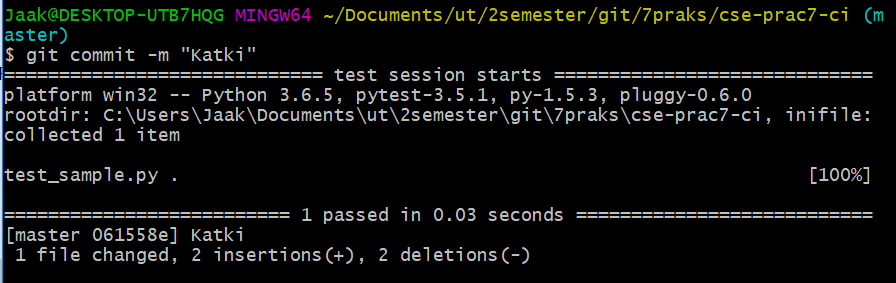 Jaak@DESKTOP-UTB7HQG MINGW64 ~/Documents/ut/2semester/git/7praks/cse-prac7-ci (m
aster)
$ git commit -m "Katki"
============================= test session starts =============================
platform win32 -- Python 3.6.5, pytest-3.5.1, py-1.5.3, pluggy-0.6.0
rootdir: C:\Users\Jaak\Documents\ut\2semester\git\7praks\cse-prac7-ci, inifile:
collected 1 item
test_sample.py . [100%]
========================== 1 passed in 0.03 seconds ===========================
[master 061558e] Katki
1 file changed, 2 insertions(+), 2 deletions(-)